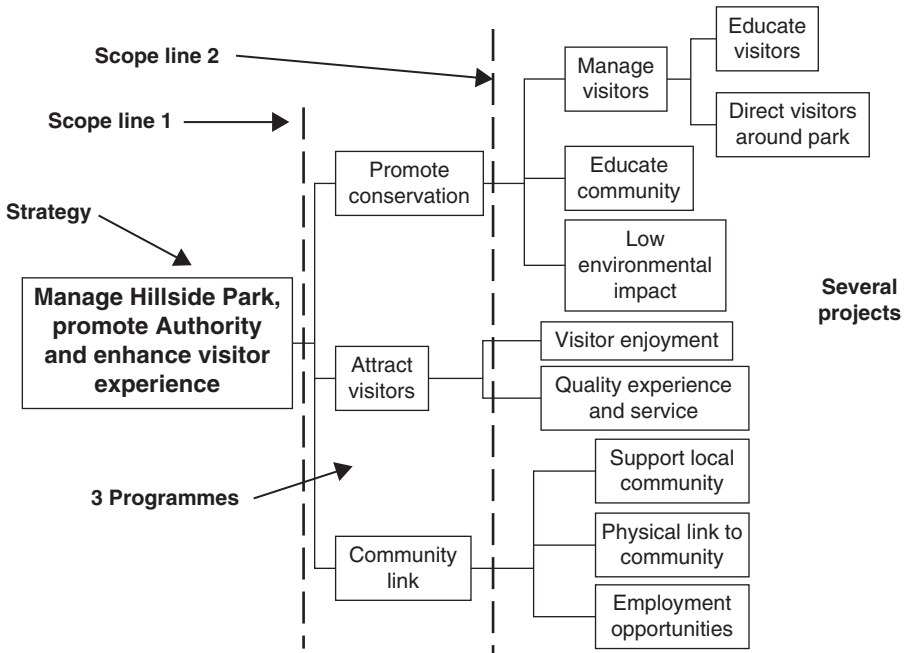 Scope line 2
Scope line 1
Strategy
Manage Hillside Park,
promote Authority
and enhance visitor
experience
3 Programmes
Promote
conservation
Attract
visitors
Community
link
Manage
visitors
Educate
visitors
Direct visitors
around park
Educate
community
Low
environmental
impact
Visitor enjoyment
Quality experience
and service
Support local
community
Physical link to
community
Employment
opportunities
Several
projects